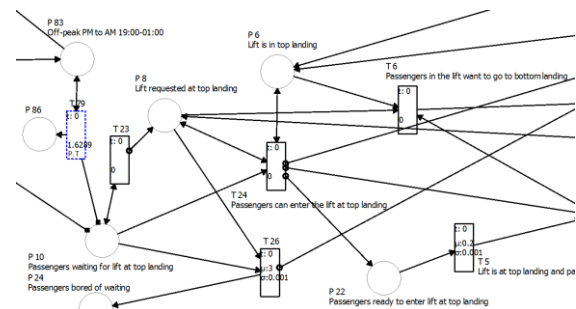 P 83
Off-peak PM to AM 19:00-01:00
P 6
Lift is in top landing
T 6
Passengers in the lift want to go to bottom landing
P 8
Lift requested at top landing
t: 0
T 29
t: 0
P 86
T 23
t: 0
0
1.6289
P.T
0
t: 0
0
T 24
Passengers can enter the lift at top landing
P 10
Passengers waiting for lift at top landing
P 24
Passengers bored of waiting
T 26
t: 0
μ:3
σ:0.001
t: 0
μ:0.2
σ:0.001
T 5
Lift is at top landing and pa
P 22
Passengers ready to enter lift at top landing